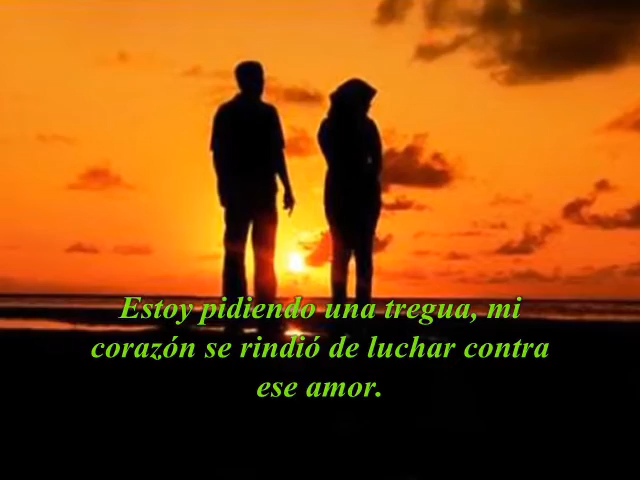 Estoy pidiendo una tregua, mi
corazón se rindió de luchar contra
ese amor.